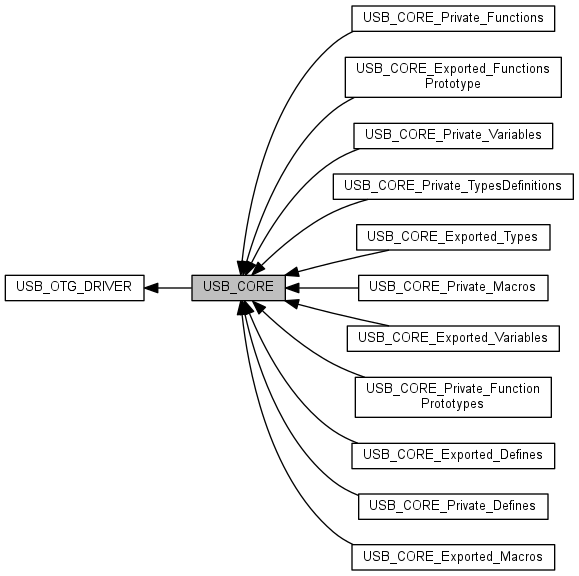 USB_CORE_Private_Functions
USB_CORE_Exported_Functions
Prototype
USB_CORE_Private_Variables
USB_CORE_Private_TypesDefinitions
USB_CORE_Exported_Types
USB_OTG_DRIVER
USB_CORE
USB_CORE_Private_Macros
USB_CORE_Exported_Variables
USB_CORE_Private_Function
Prototypes
USB_CORE_Exported_Defines
USB_CORE_Private_Defines
USB_CORE_Exported_Macros